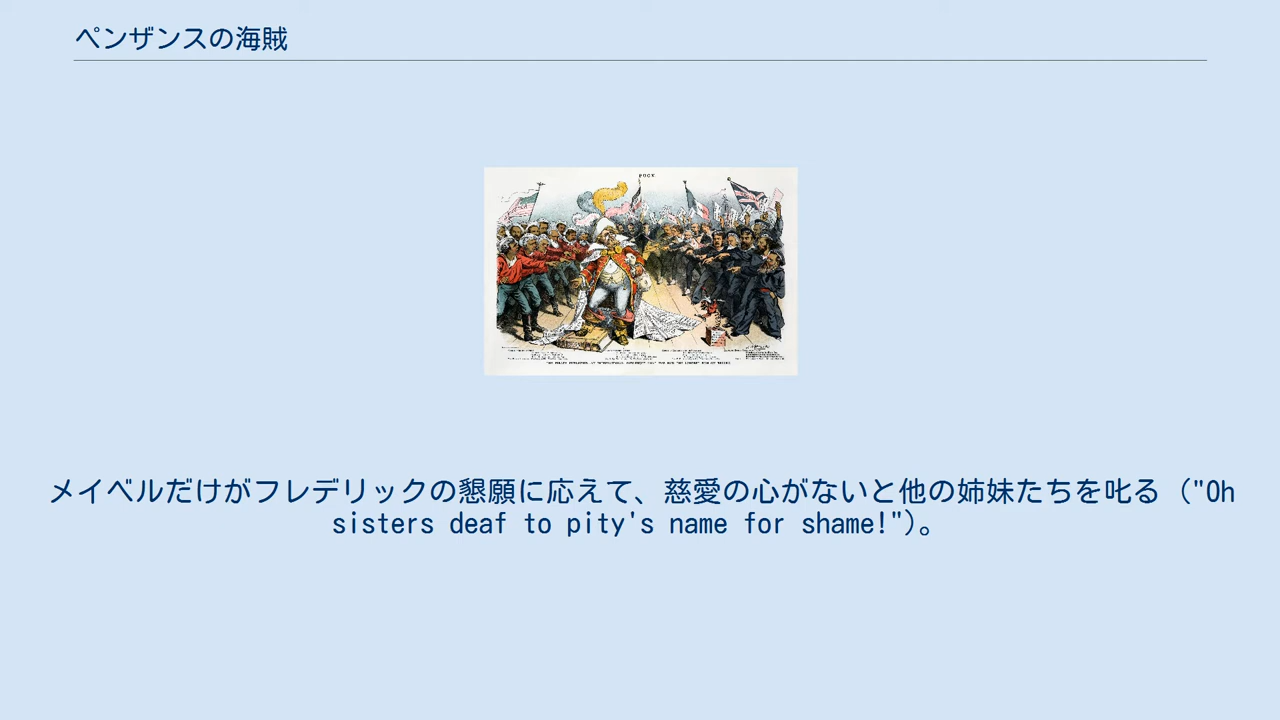 ペンザンスの海賊
PUCK
メイベルだけがフレデリックの懇願に応えて、慈愛の心がないと他の姉妹たちを叱る（"Oh
sisters deaf to pity's name for shame!")。